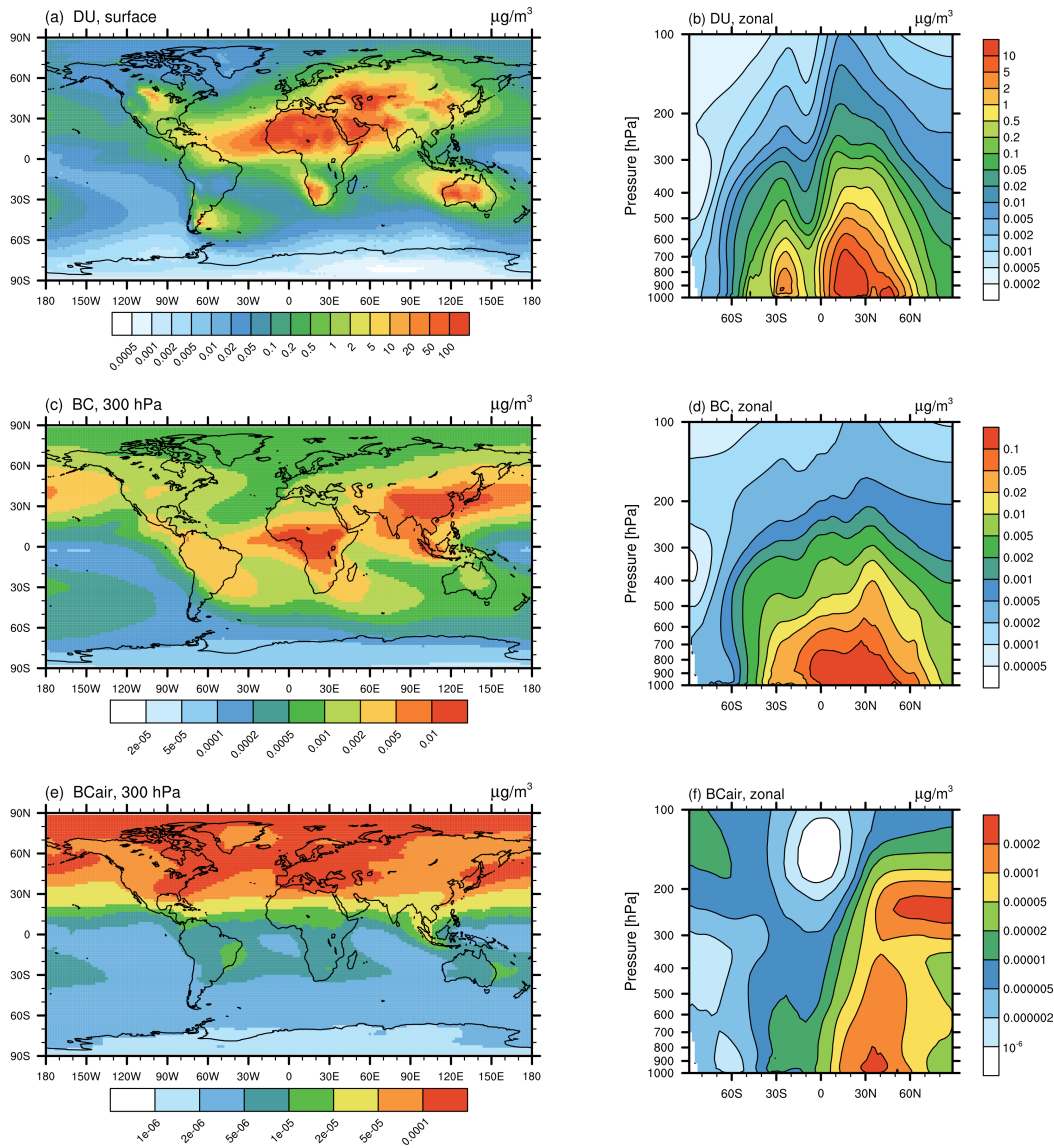 (a) DU, surface μg/m³
90N
60N
30N
0
30S
60S
90S
180 150W 120W 90W 60W 30W 0 30E 60E 90E 120E 150E 180
0.0005 0.001 0.002 0.005 0.01 0.02 0.05 0.1 0.2 0.5 1 2 5 10 20 50 100
(b) DU, zonal μg/m³
Pressure [hPa]
100
200
300
400
500
600
700
800
900
1000
60S 30S 0 30N 60N
10
5
2
1
0.5
0.2
0.1
0.05
0.02
0.01
0.005
0.002
0.001
0.0005
0.0002
(c) BC, 300 hPa μg/m³
90N
60N
30N
0
30S
60S
90S
180 150W 120W 90W 60W 30W 0 30E 60E 90E 120E 150E 180
2e-05 5e-05 0.0001 0.0002 0.0005 0.001 0.002 0.005 0.01
(d) BC, zonal μg/m³
Pressure [hPa]
100
200
300
400
500
600
700
800
900
1000
60S 30S 0 30N 60N
0.1
0.05
0.02
0.01
0.005
0.002
0.001
0.0005
0.0002
0.0001
0.00005
(e) BCair, 300 hPa μg/m³
90N
60N
30N
0
30S
60S
90S
180 150W 120W 90W 60W 30W 0 30E 60E 90E 120E 150E 180
1e-06 2e-06 5e-06 1e-05 2e-05 5e-05 0.0001
(f) BCair, zonal μg/m³
Pressure [hPa]
100
200
300
400
500
600
700
800
900
1000
60S 30S 0 30N 60N
0.0002
0.0001
0.00005
0.00002
0.00001
0.000005
0.000002
10⁻⁶